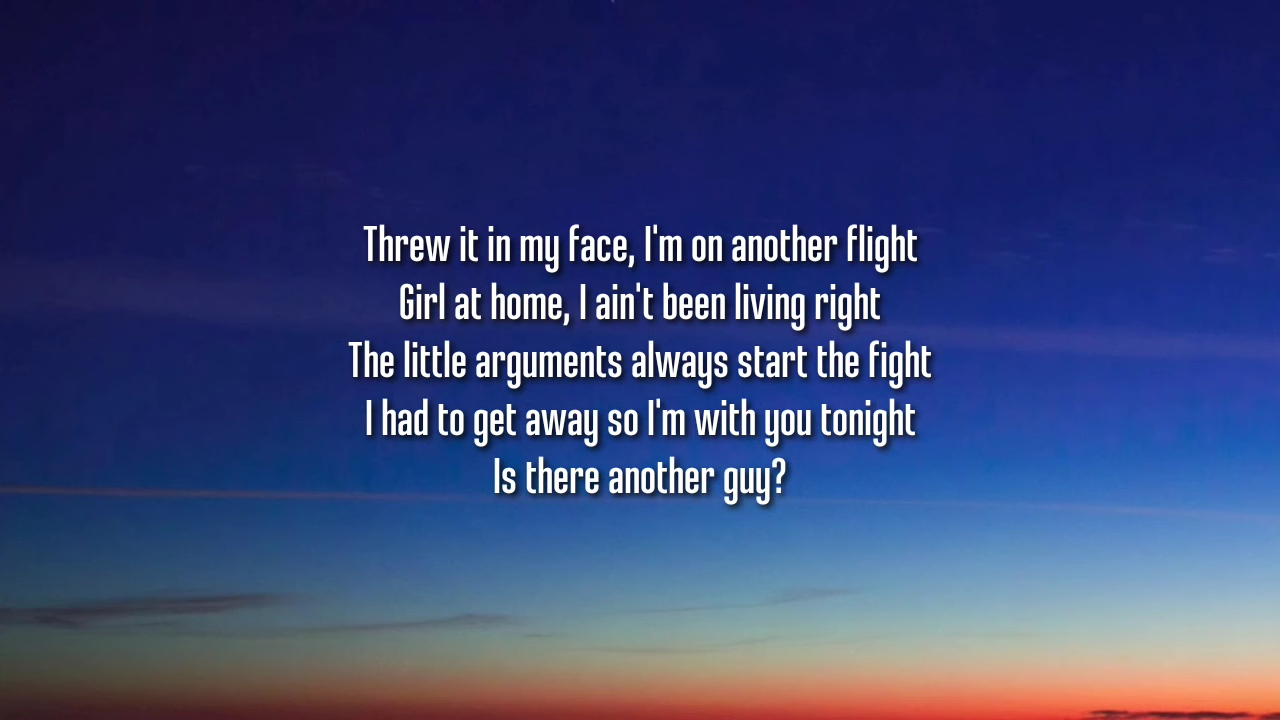 Threw it in my face, I'm on another flight
Girl at home, I ain't been living right
The little arguments always start the fight
I had to get away so I'm with you tonight
Is there another guy?